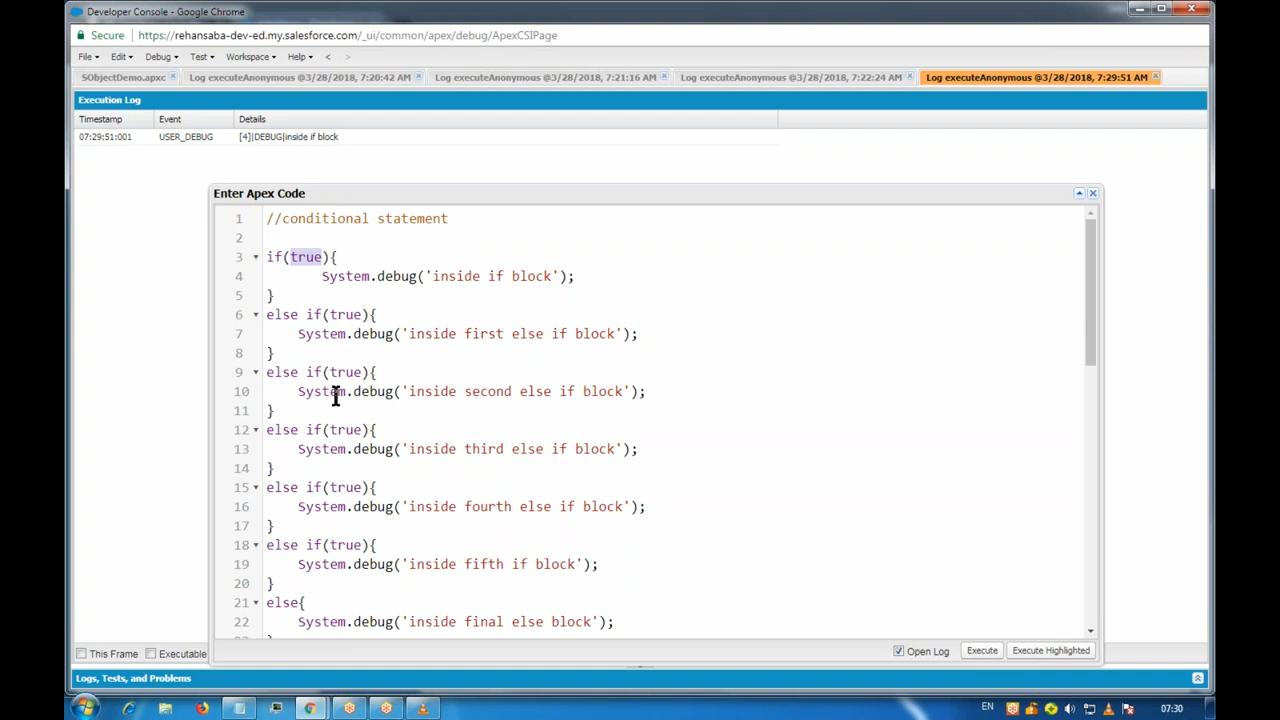 Developer Console - Google Chrome
Secure https://rehansaba-dev-ed.my.salesforce.com/_ui/common/apex/debug/ApexCSIPage
File Edit Debug Test Workspace Help < >
SObjectDemo.apxc Log executeAnonymous @3/28/2018, 7:20:42 AM Log executeAnonymous @3/28/2018, 7:21:16 AM Log executeAnonymous @3/28/2018, 7:22:24 AM Log executeAnonymous @3/28/2018, 7:29:51 AM
Execution Log
Timestamp Event Details
07:29:51:001 USER_DEBUG [4]|DEBUG|inside if block
Enter Apex Code
1 //conditional statement
2
3 if(true){
4 System.debug('inside if block');
5 }
6 else if(true){
7 System.debug('inside first else if block');
8 }
9 else if(true){
10 System.debug('inside second else if block');
11 }
12 else if(true){
13 System.debug('inside third else if block');
14 }
15 else if(true){
16 System.debug('inside fourth else if block');
17 }
18 else if(true){
19 System.debug('inside fifth if block');
20 }
21 else{
22 System.debug('inside final else block');
This Frame Executable Open Log Execute Execute Highlighted
Logs, Tests, and Problems
EN 07:30